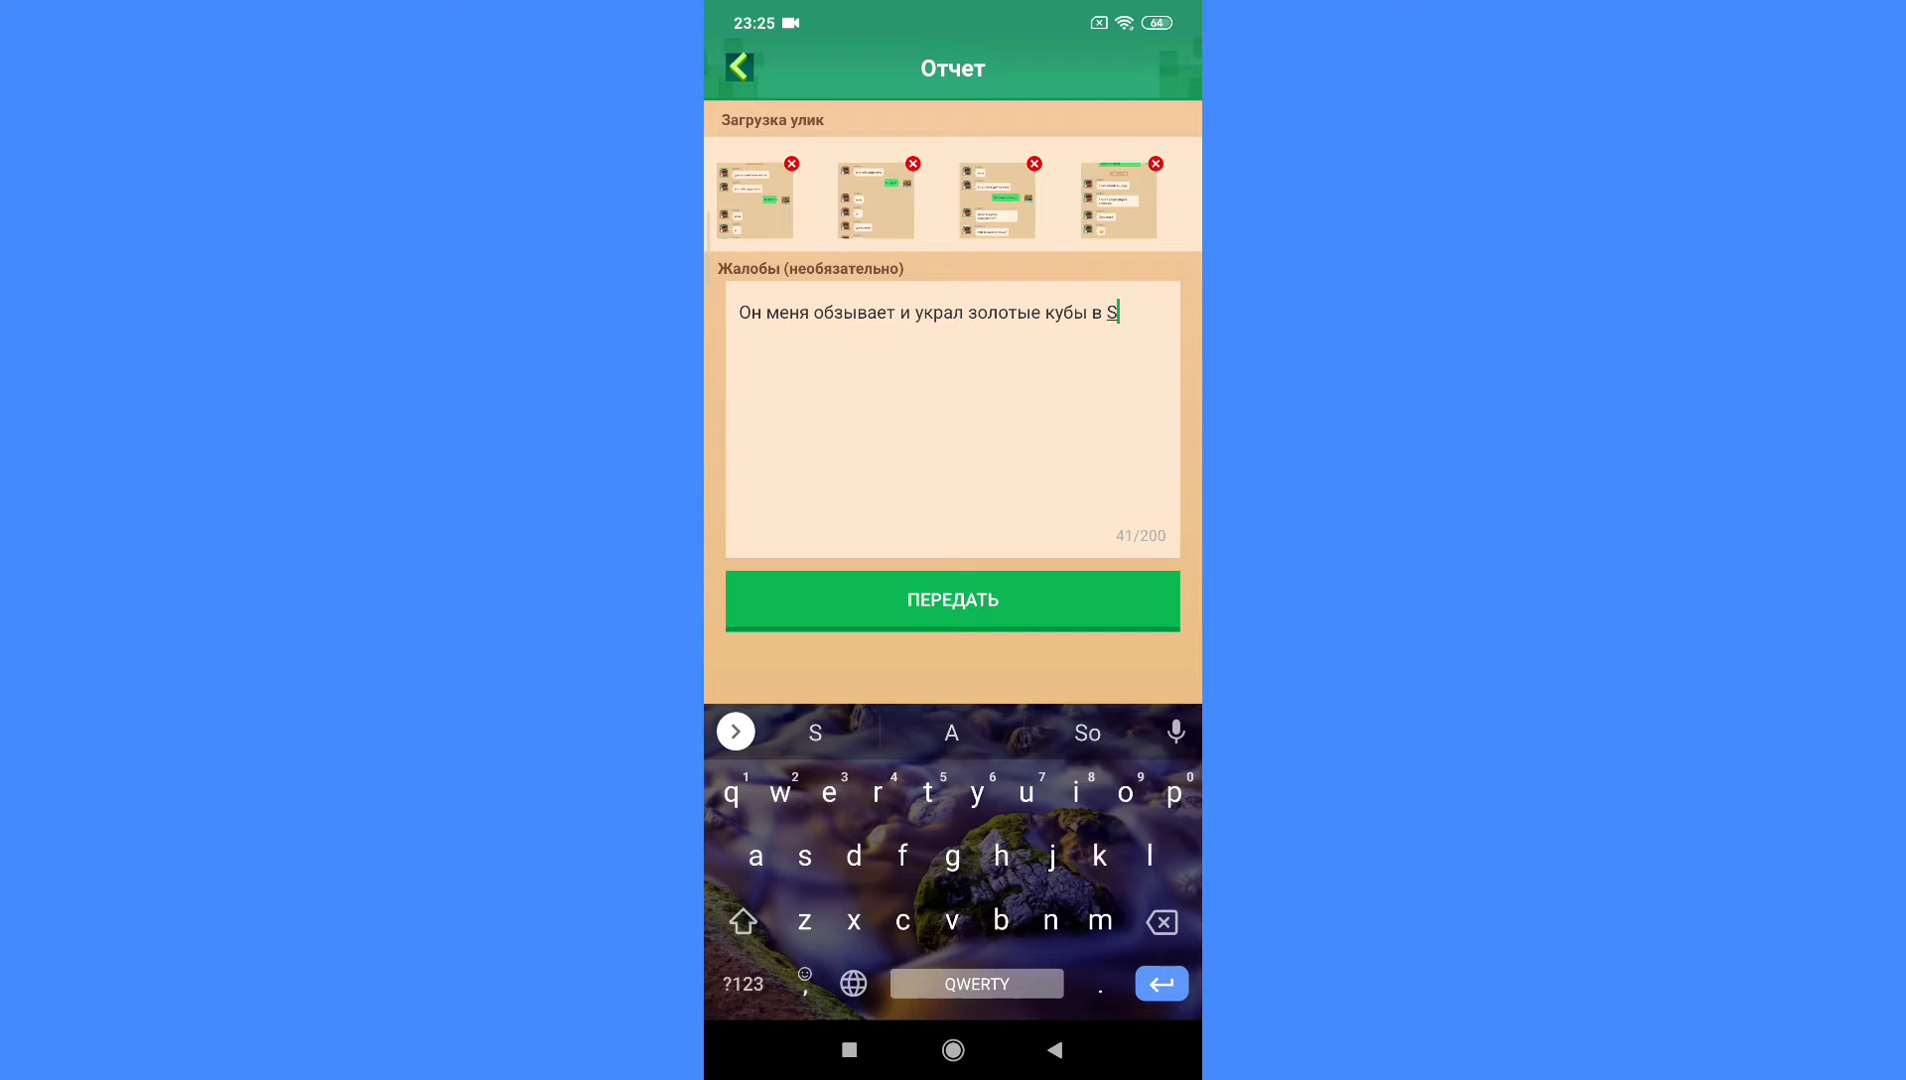 23:25
64
Отчет
Загрузка улик
Жалобы (необязательно)
Он меня обзывает и украл золотые кубы в S
41/200
ПЕРЕДАТЬ
S A So
1 2 3 4 5 6 7 8 9 0
q w e r t y u i o p
a s d f g h j k l
z x c v b n m
?123 , QWERTY .